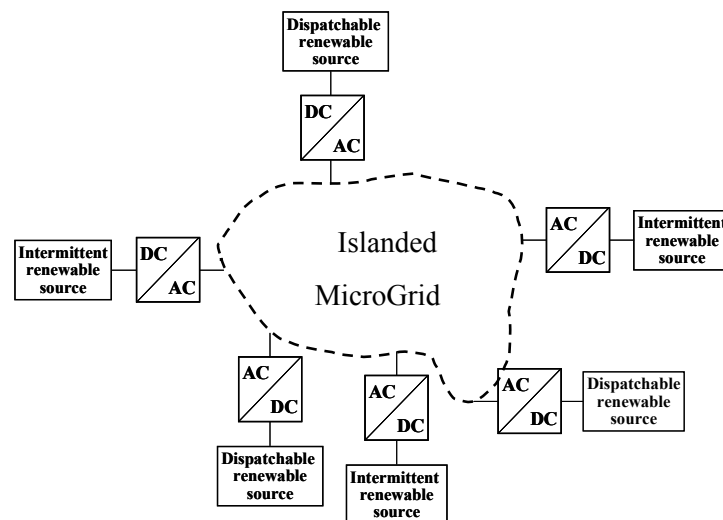 Dispatchable
renewable
source
DC
AC
Islanded
MicroGrid
Intermittent
renewable
source
DC
AC
AC
DC
Intermittent
renewable
source
AC
DC
Dispatchable
renewable
source
AC
DC
Intermittent
renewable
source
AC
DC
Dispatchable
renewable
source